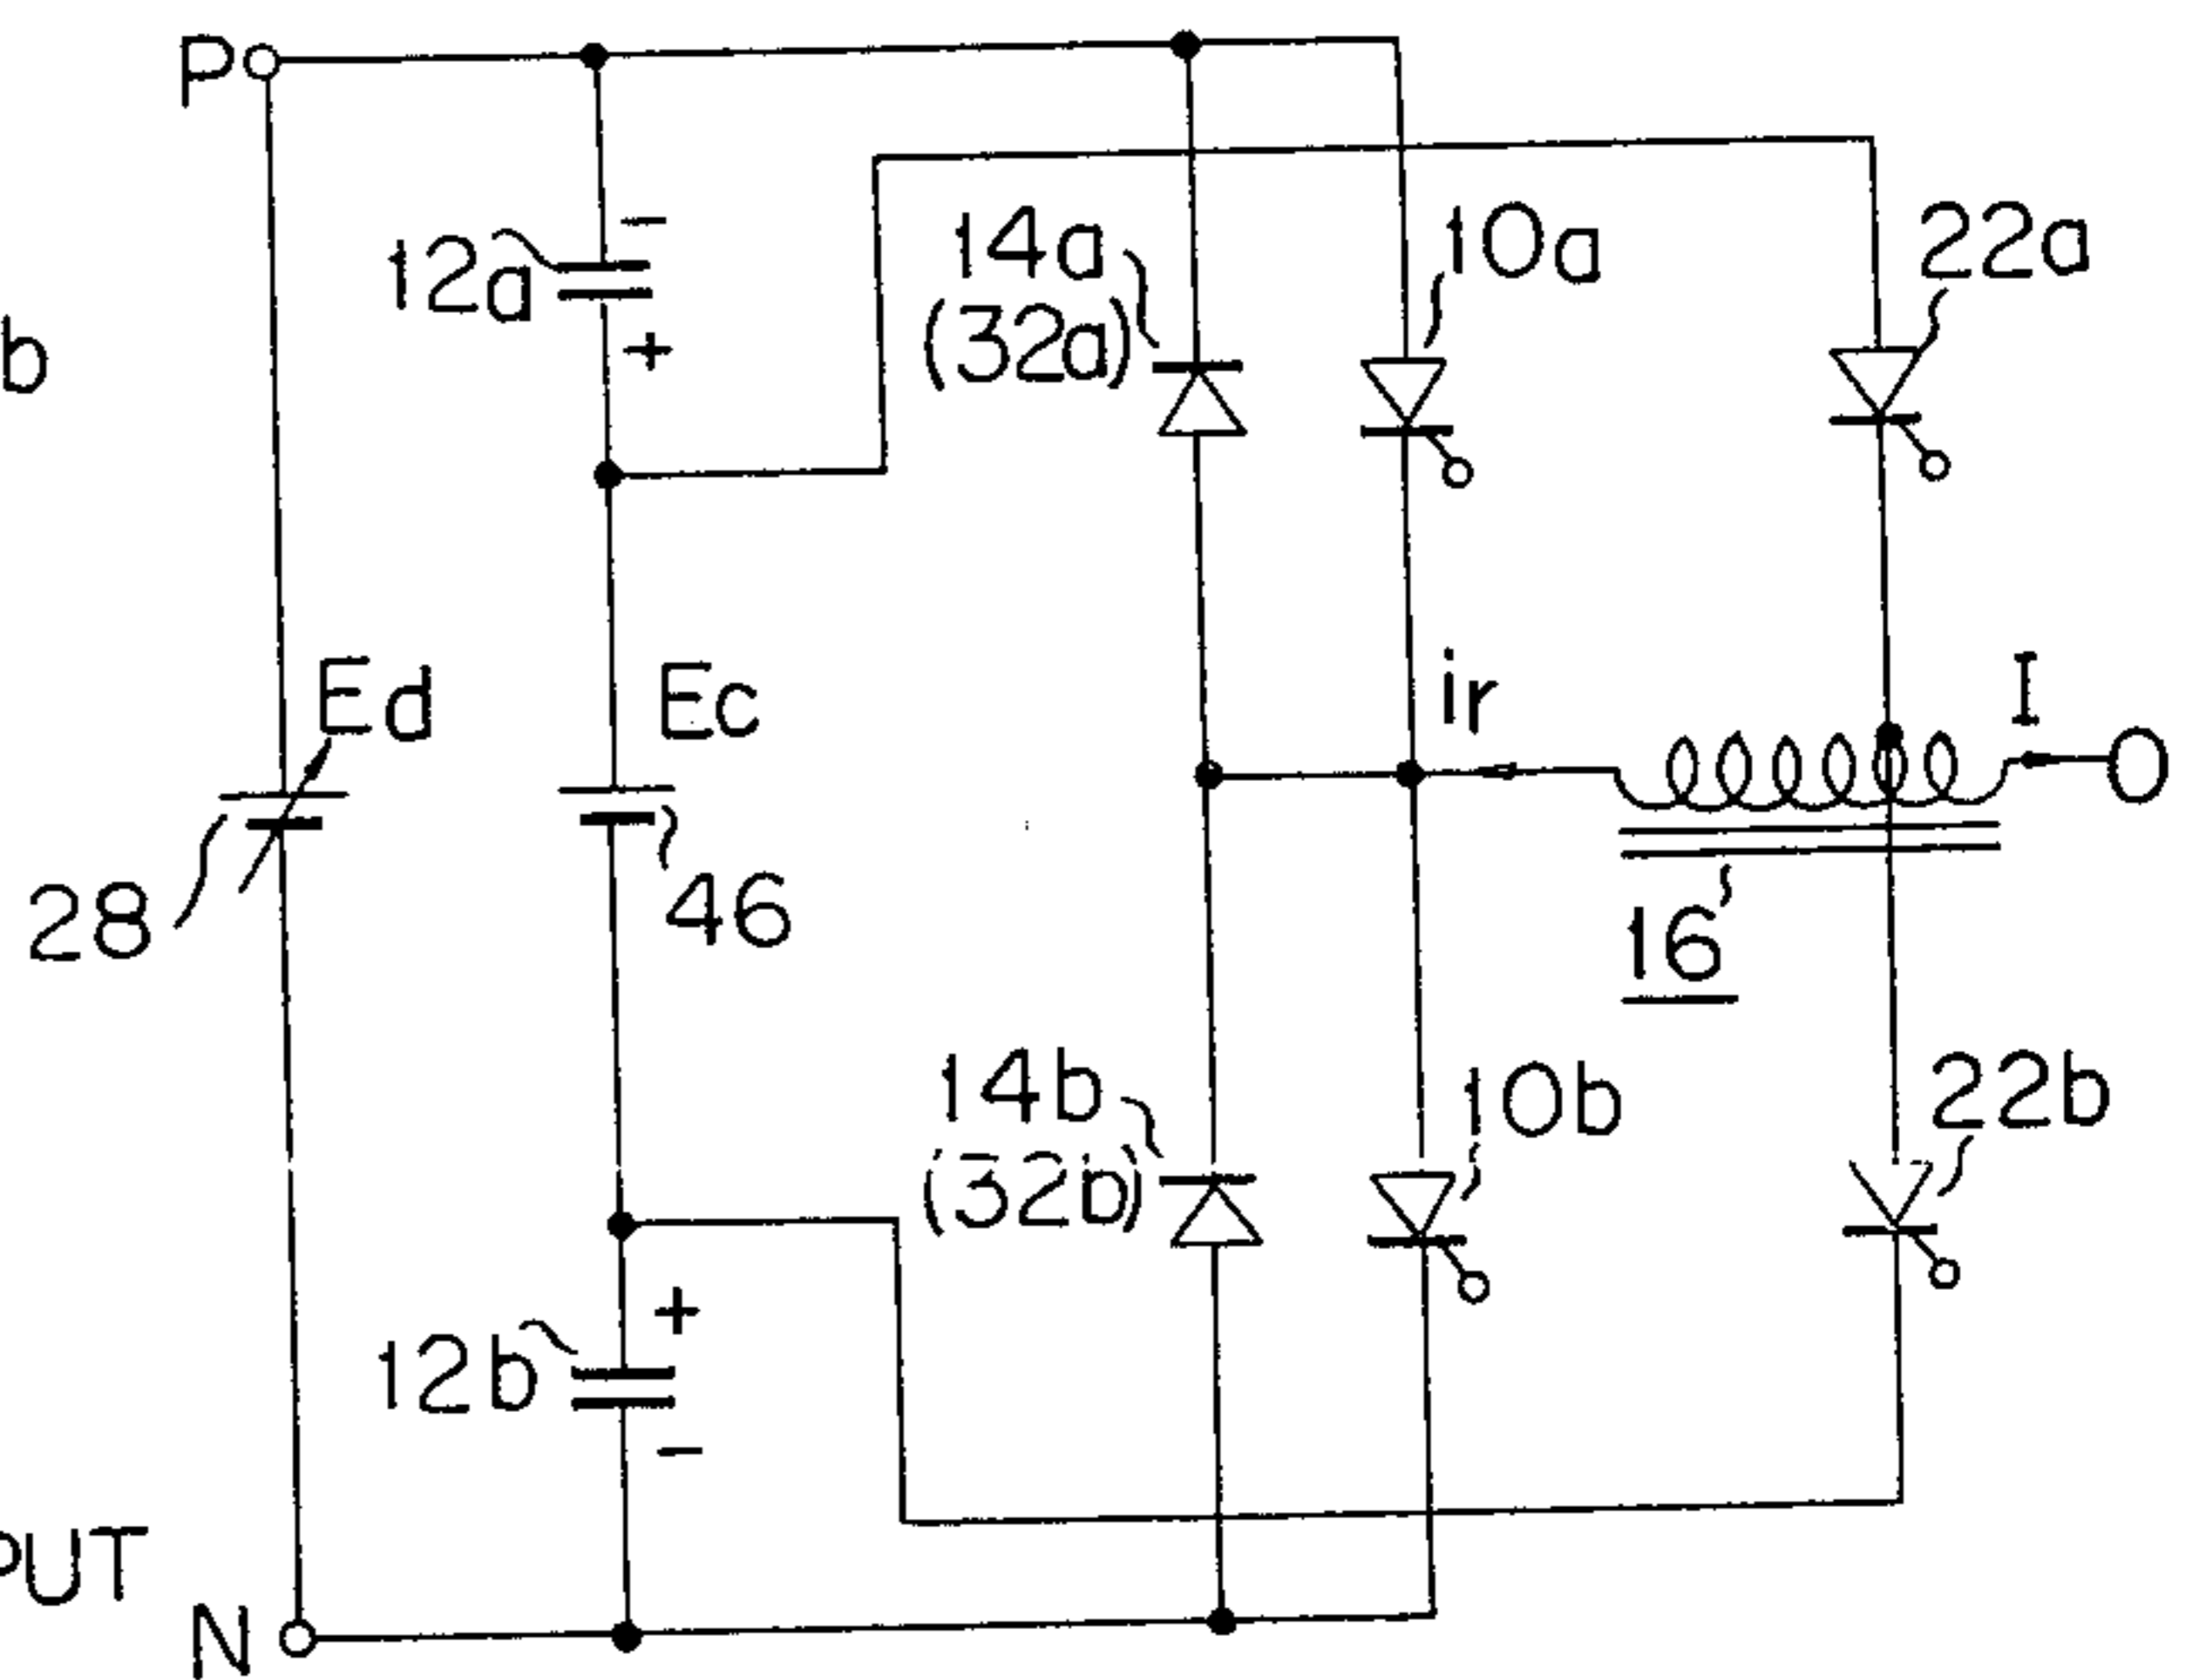 P
12a
−
+
14a
(32a)
10a
22a
b
Ed
Ec
ir
I
O
28
46
16
14b
(32b)
10b
22b
12b
+
−
PUT
N